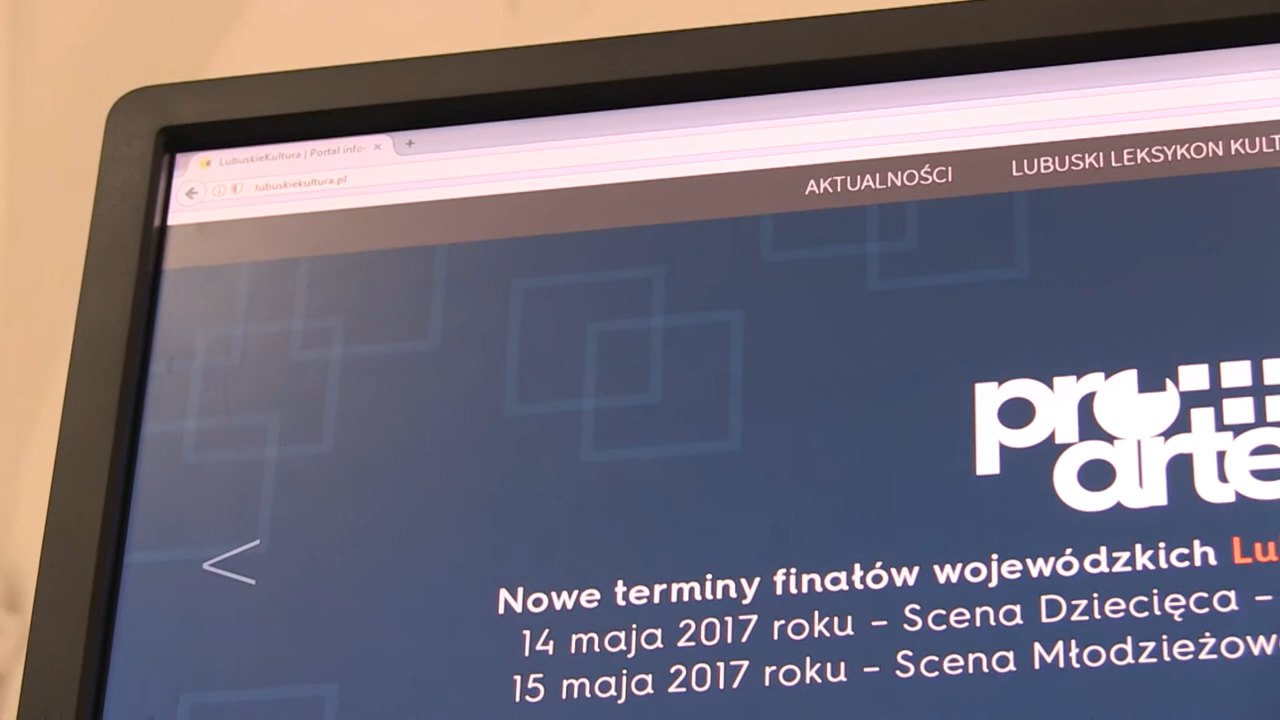 LubuskieKultura | Portal infor
lubuskiekultura.pl
AKTUALNOŚCI LUBUSKI LEKSYKON KULT
pro
arte
Nowe terminy finałów wojewódzkich Lu
14 maja 2017 roku – Scena Dziecięca –
15 maja 2017 roku – Scena Młodzieżow